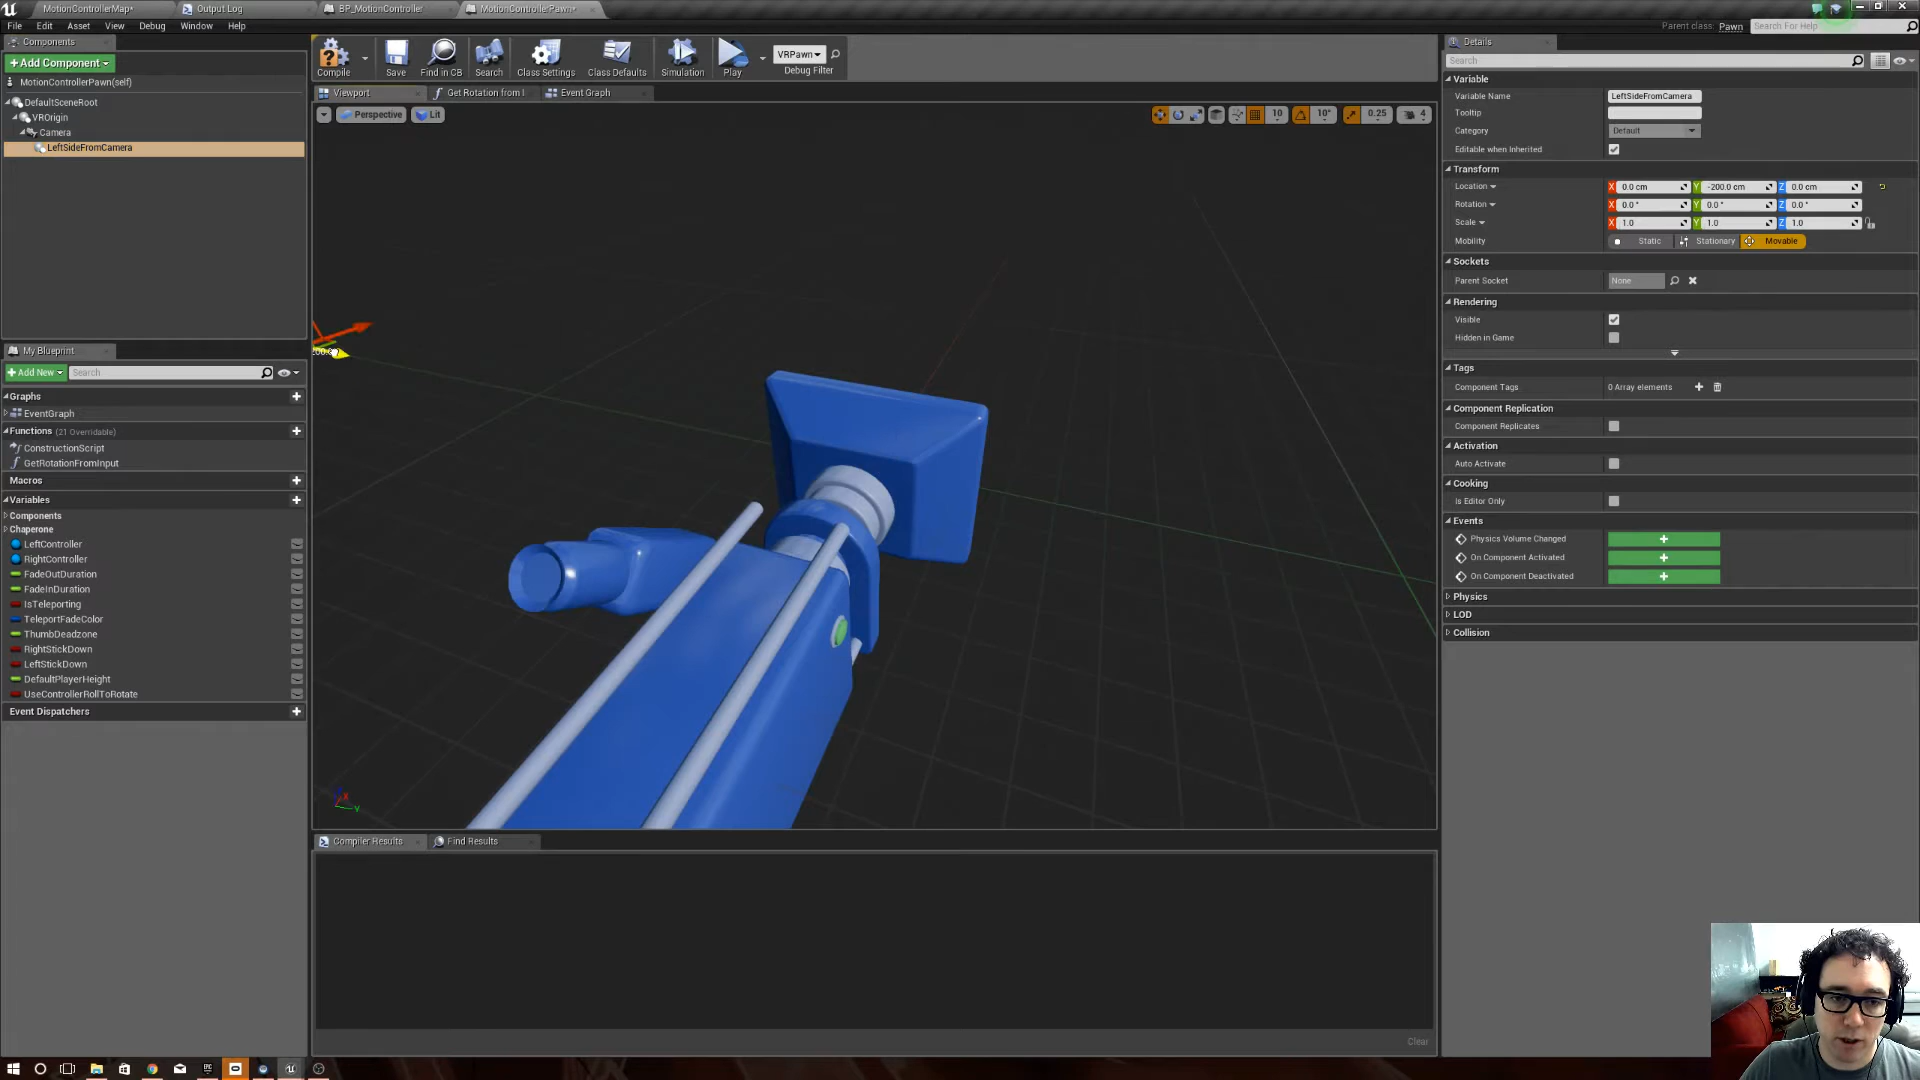 MotionControllerMap*
Output Log
BP_MotionController
MotionControllerPawn*
File Edit Asset View Debug Window Help
Parent class: Pawn
Search For Help
Components
+Add Component
MotionControllerPawn(self)
DefaultSceneRoot
VROrigin
Camera
LeftSideFromCamera
My Blueprint
+Add New
Search
Graphs
EventGraph
Functions (21 Overridable)
ConstructionScript
GetRotationFromInput
Macros
Variables
Components
Chaperone
LeftController
RightController
FadeOutDuration
FadeInDuration
IsTeleporting
TeleportFadeColor
ThumbDeadzone
RightStickDown
LeftStickDown
DefaultPlayerHeight
UseControllerRollToRotate
Event Dispatchers
Compile
Save
Find in CB
Search
Class Settings
Class Defaults
Simulation
Play
VRPawn
Debug Filter
Viewport
Get Rotation from I
Event Graph
Perspective
Lit
10
10°
0.25
4
Compiler Results
Find Results
Clear
Details
Search
Variable
Variable Name LeftSideFromCamera
Tooltip
Category Default
Editable when Inherited
Transform
Location X 0.0 cm Y -200.0 cm Z 0.0 cm
Rotation X 0.0 ° Y 0.0 ° Z 0.0 °
Scale X 1.0 Y 1.0 Z 1.0
Mobility Static Stationary Movable
Sockets
Parent Socket None
Rendering
Visible
Hidden in Game
Tags
Component Tags 0 Array elements
Component Replication
Component Replicates
Activation
Auto Activate
Cooking
Is Editor Only
Events
Physics Volume Changed +
On Component Activated +
On Component Deactivated +
Physics
LOD
Collision